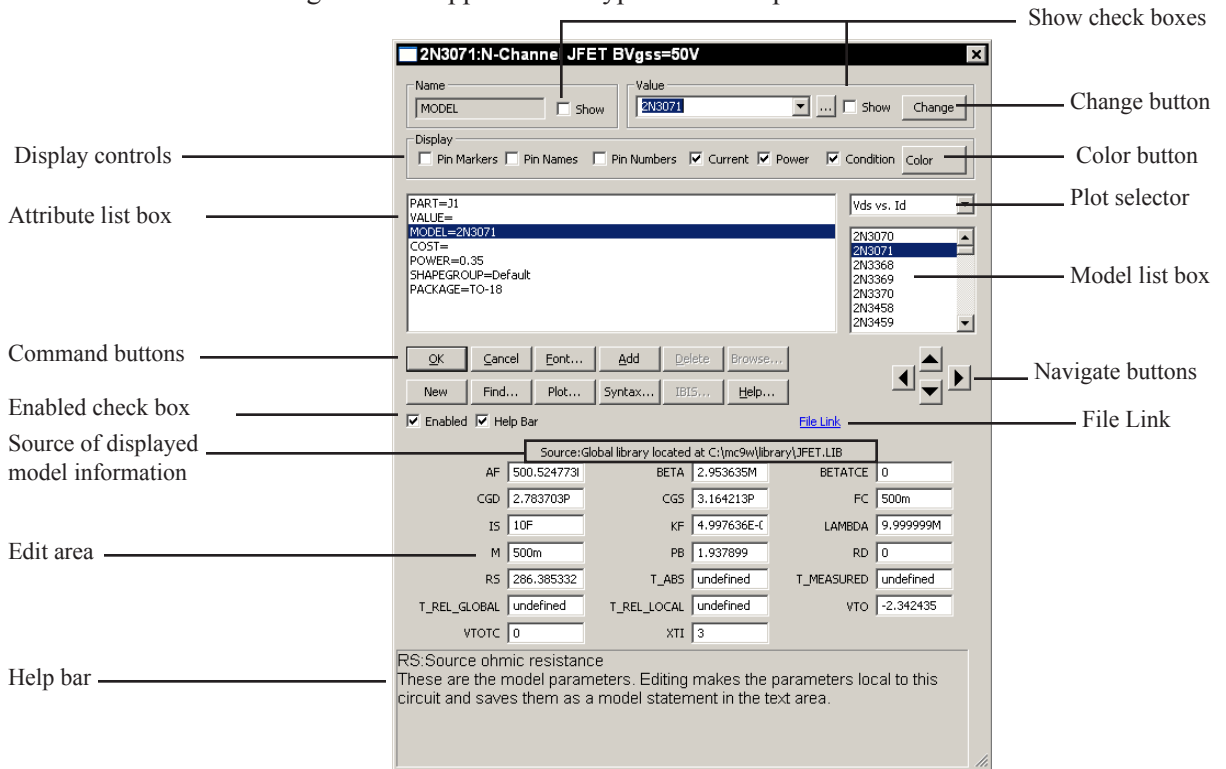 Show check boxes
2N3071:N-Channel JFET BVgss=50V
Name
Value
MODEL Show 2N3071 ... Show Change
Change button
Display
Display controls
Pin Markers Pin Names Pin Numbers Current Power Condition Color
Color button
Plot selector
Attribute list box
PART=J1
VALUE=
MODEL=2N3071
COST=
POWER=0.35
SHAPEGROUP=Default
PACKAGE=TO-18
Vds vs. Id
2N3070
2N3071
2N3368
2N3369
2N3370
2N3458
2N3459
Model list box
Command buttons
OK Cancel Font... Add Delete Browse...
New Find... Plot... Syntax... IBIS... Help...
Navigate buttons
Enabled check box
Enabled Help Bar File Link
File Link
Source of displayed
model information
Source:Global library located at C:\mc9w\library\JFET.LIB
AF BETA 2.953635M BETATCE 0
CGD 2.783703P CGS 3.164213P FC 500m
IS 10F KF LAMBDA 9.999999M
Edit area
M 500m PB 1.937899 RD 0
RS 286.385332 T_ABS undefined T_MEASURED undefined
T_REL_GLOBAL undefined T_REL_LOCAL undefined VTO -2.342435
VTOTC 0 XTI 3
Help bar
RS:Source ohmic resistance
These are the model parameters. Editing makes the parameters local to this
circuit and saves them as a model statement in the text area.